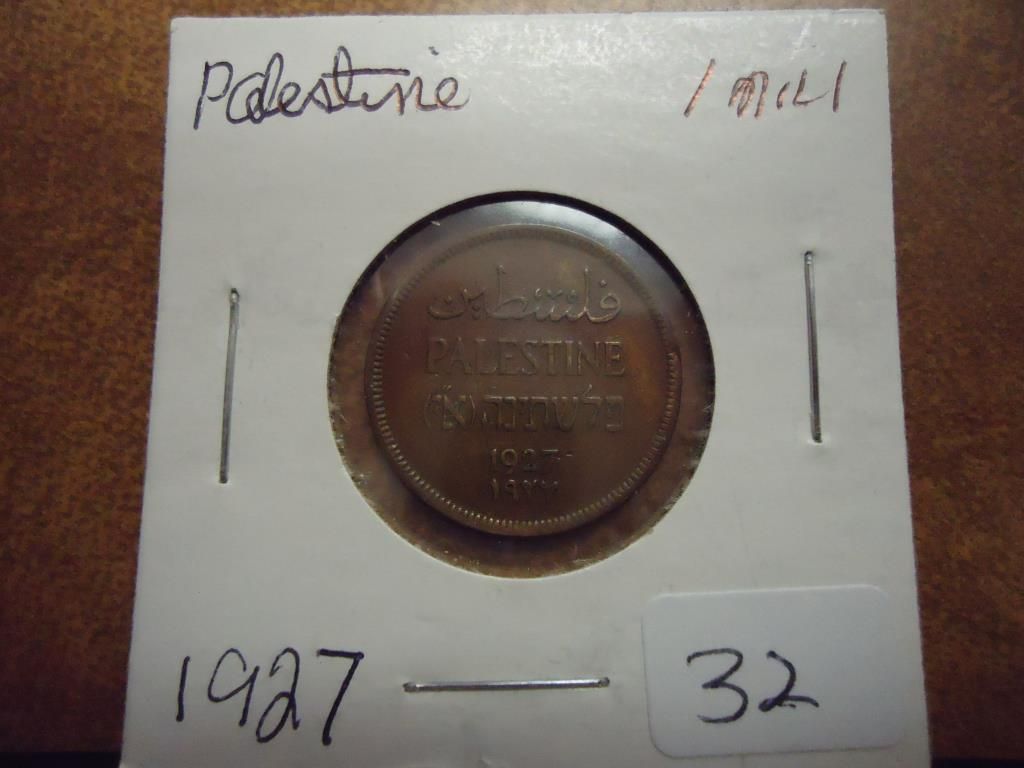 Palestine 1 Mil
فلسطين
PALESTINE
פלשתינה (א״י)
1927
١٩٢٧
1927 32